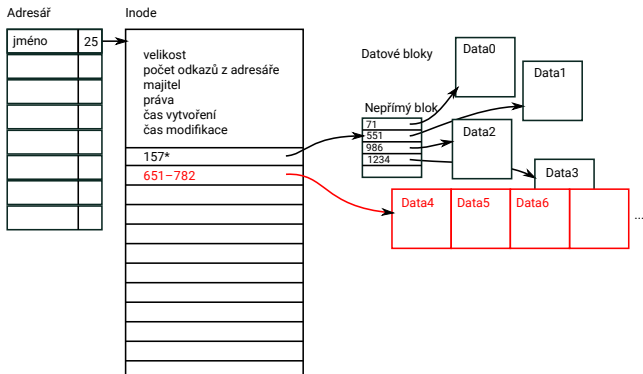 Adresář
Inode
jméno 25
velikost
počet odkazů z adresáře
majitel
práva
čas vytvoření
čas modifikace
157*
651–782
Datové bloky
Nepřímý blok
71
551
986
1234
Data0
Data1
Data2
Data3
Data4 Data5 Data6
...